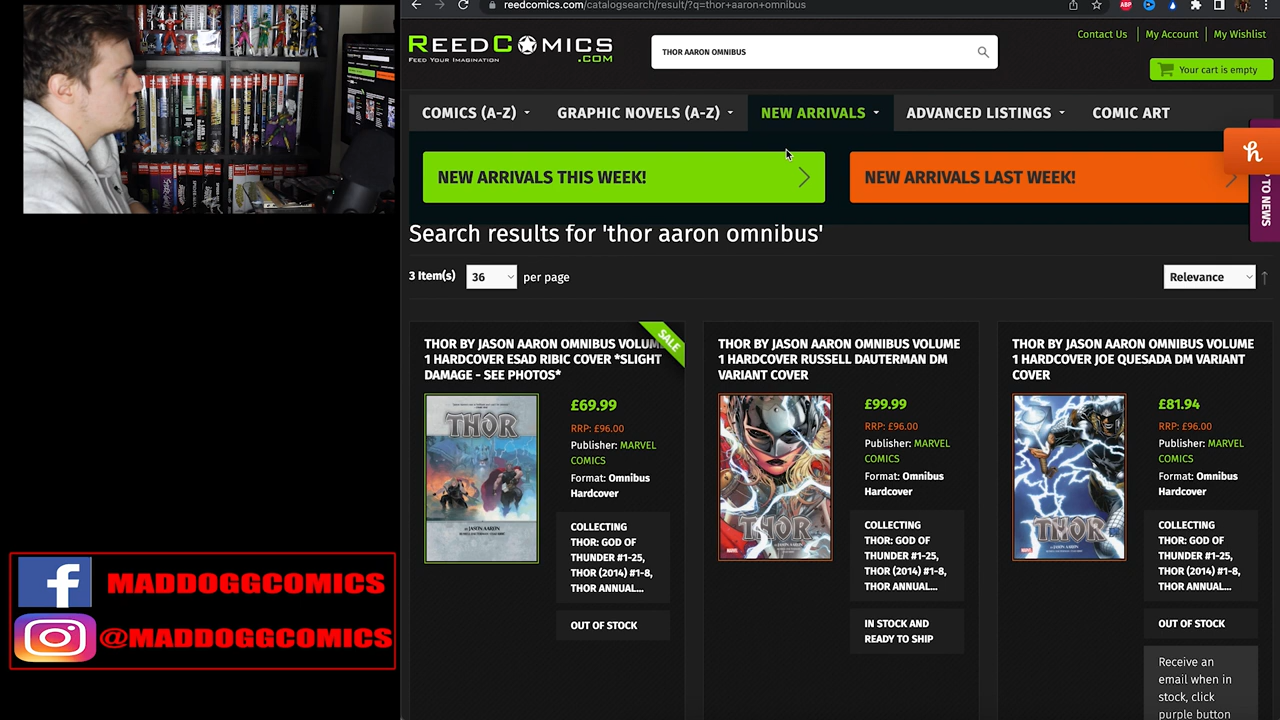 reedcomics.com/catalogsearch/result/?q=thor+aaron+omnibus
ABP
REEDCOMICS
.COM
FEED YOUR IMAGINATION
THOR AARON OMNIBUS
Contact Us
My Account
My Wishlist
Your cart is empty
COMICS (A-Z)
GRAPHIC NOVELS (A-Z)
NEW ARRIVALS
ADVANCED LISTINGS
COMIC ART
NEW ARRIVALS THIS WEEK!
NEW ARRIVALS LAST WEEK!
h
TO NEWS
Search results for 'thor aaron omnibus'
3 Item(s)
36
per page
Relevance
SALE
THOR BY JASON AARON OMNIBUS VOLUME
1 HARDCOVER ESAD RIBIC COVER *SLIGHT
DAMAGE - SEE PHOTOS*
THOR
BY JASON AARON
£69.99
RRP: £96.00
Publisher: MARVEL
COMICS
Format: Omnibus
Hardcover
COLLECTING
THOR: GOD OF
THUNDER #1-25,
THOR (2014) #1-8,
THOR ANNUAL...
OUT OF STOCK
THOR BY JASON AARON OMNIBUS VOLUME
1 HARDCOVER RUSSELL DAUTERMAN DM
VARIANT COVER
THOR
£99.99
RRP: £96.00
Publisher: MARVEL
COMICS
Format: Omnibus
Hardcover
COLLECTING
THOR: GOD OF
THUNDER #1-25,
THOR (2014) #1-8,
THOR ANNUAL...
IN STOCK AND
READY TO SHIP
THOR BY JASON AARON OMNIBUS VOLUME
1 HARDCOVER JOE QUESADA DM VARIANT
COVER
THOR
£81.94
RRP: £96.00
Publisher: MARVEL
COMICS
Format: Omnibus
Hardcover
COLLECTING
THOR: GOD OF
THUNDER #1-25,
THOR (2014) #1-8,
THOR ANNUAL...
OUT OF STOCK
Receive an
email when in
stock, click
purple button
f
MADDOGGCOMICS
@MADDOGGCOMICS